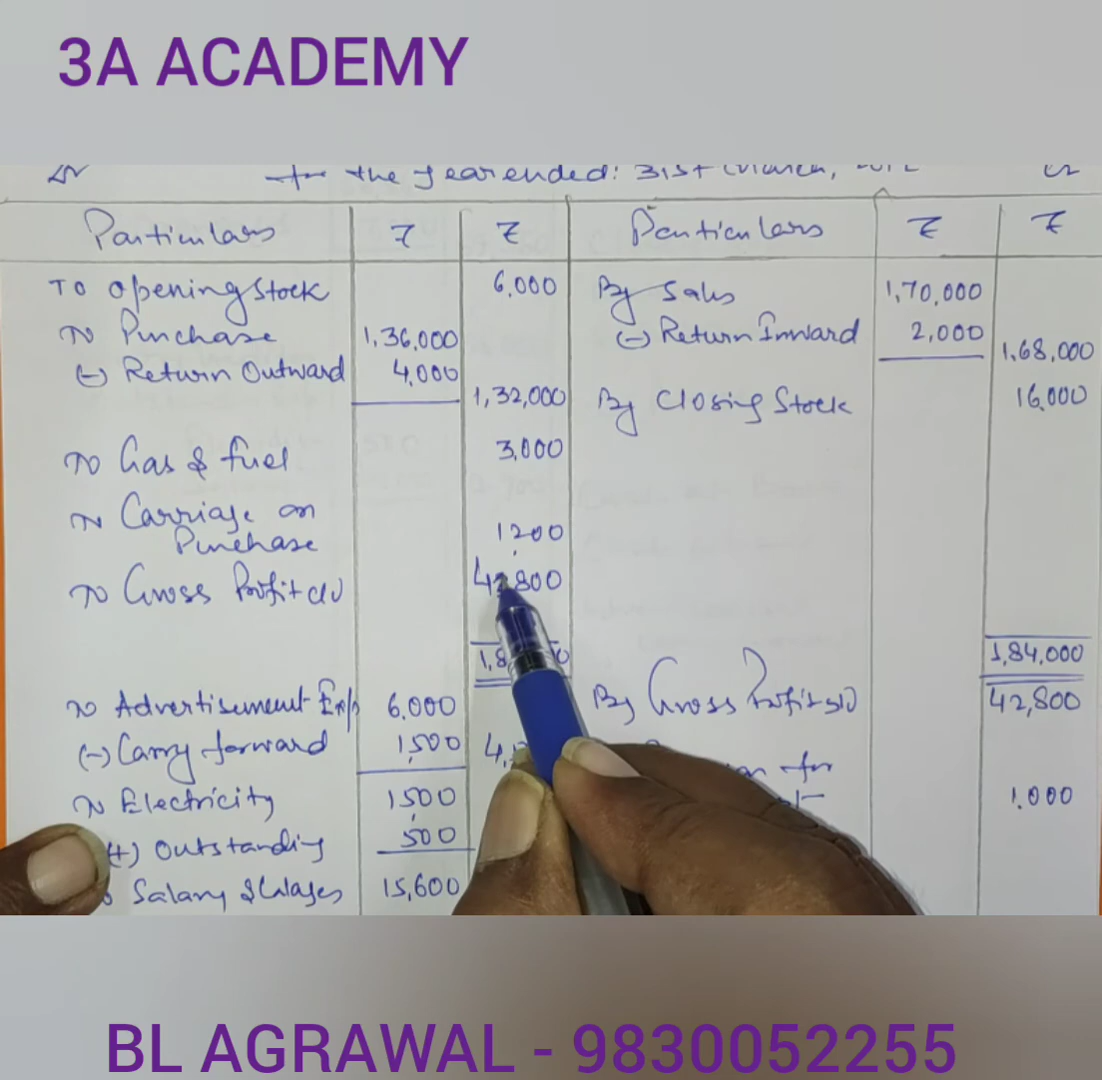 3A ACADEMY
for the year ended: 31st March,
Particulars ₹ ₹ Particulars ₹ ₹
To Opening Stock 6,000 By Sales 1,70,000
To Purchase 1,36,000 (-) Return Inward 2,000 1,68,000
(-) Return Outward 4,000 1,32,000 By Closing Stock 16,000
To Gas & fuel 3,000
To Carriage on
Purchase 1200
To Gross Profit c/d 42,800
1,84,000
To Advertisement Exp 6,000 By Gross Profit b/d 42,800
(-) Carry forward 1,500 for
To Electricity 1,500 1,000
(+) Outstanding 500
Salary & Wages 15,600
BL AGRAWAL - 9830052255